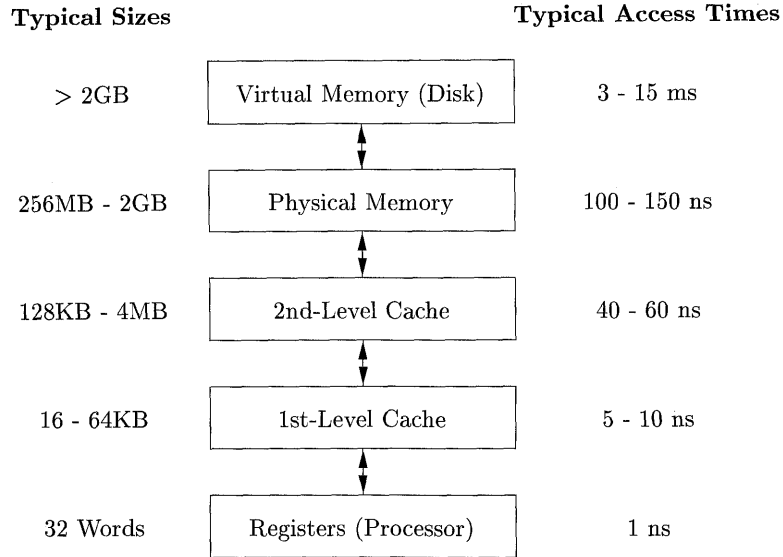 Typical Sizes
Typical Access Times
> 2GB
Virtual Memory (Disk)
3 - 15 ms
256MB - 2GB
Physical Memory
100 - 150 ns
128KB - 4MB
2nd-Level Cache
40 - 60 ns
16 - 64KB
1st-Level Cache
5 - 10 ns
32 Words
Registers (Processor)
1 ns